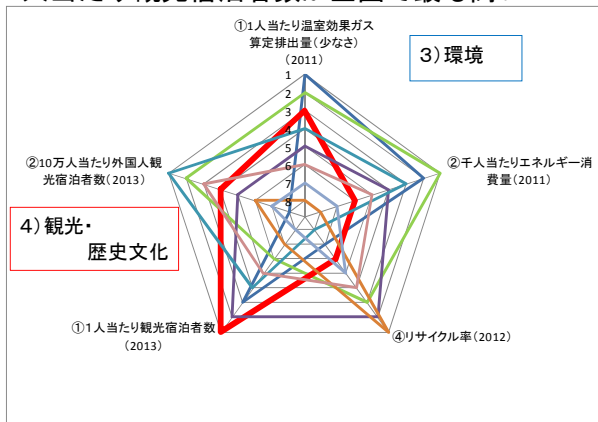 ①1人当たり温室効果ガス
算定排出量(少なさ)
(2011)
3)環境
1
2
3
4
5
6
7
8
②10万人当たり外国人観
光宿泊者数(2013)
②千人当たりエネルギー消
費量(2011)
4)観光・
歴史文化
①1人当たり観光宿泊者数
(2013)
④リサイクル率(2012)